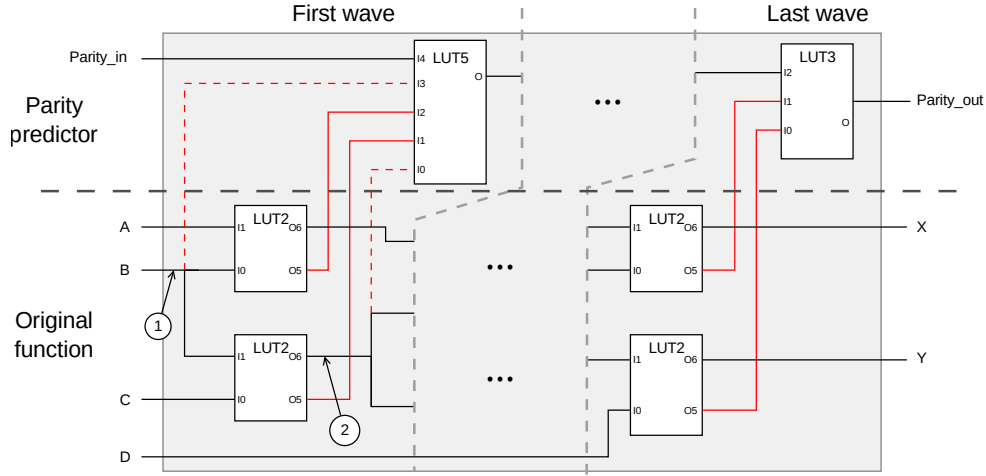 First wave
Last wave
Parity_in
I4
LUT5
I3
O
I2
I1
I0
LUT3
I2
I1
I0
O
Parity_out
Parity
predictor
A
I1
LUT2
O6
B
I0
O5
1
Original
function
I1
LUT2
O6
C
I0
O5
2
D
I1
LUT2
O6
X
I0
O5
I1
LUT2
O6
Y
I0
O5